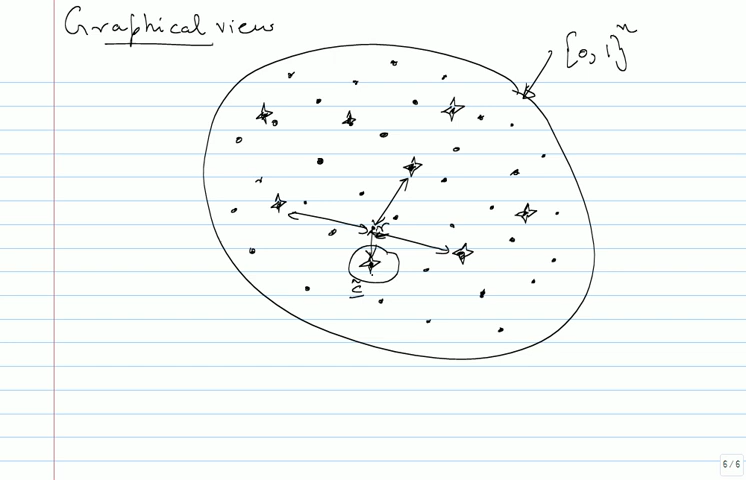 Graphical view
{0, 1}ⁿ
r
c̃
6 / 6